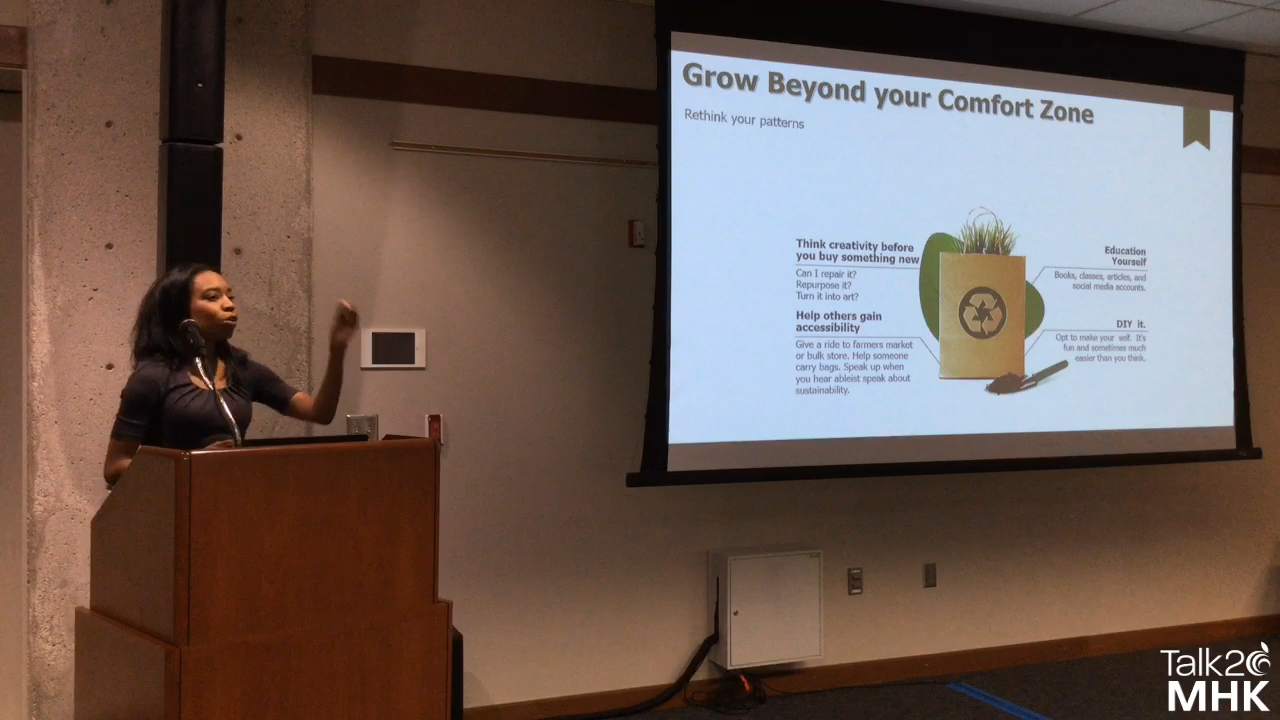 Grow Beyond your Comfort Zone
Rethink your patterns
Think creativity before
you buy something new
Can I repair it?
Repurpose it?
Turn it into art?
Help others gain
accessibility
Give a ride to farmers market
or bulk store. Help someone
carry bags. Speak up when
you hear ableist speak about
sustainability.
Education
Yourself
Books, classes, articles, and
social media accounts.
DIY it.
Opt to make your self. It's
fun and sometimes much
easier than you think.
Talk20
MHK